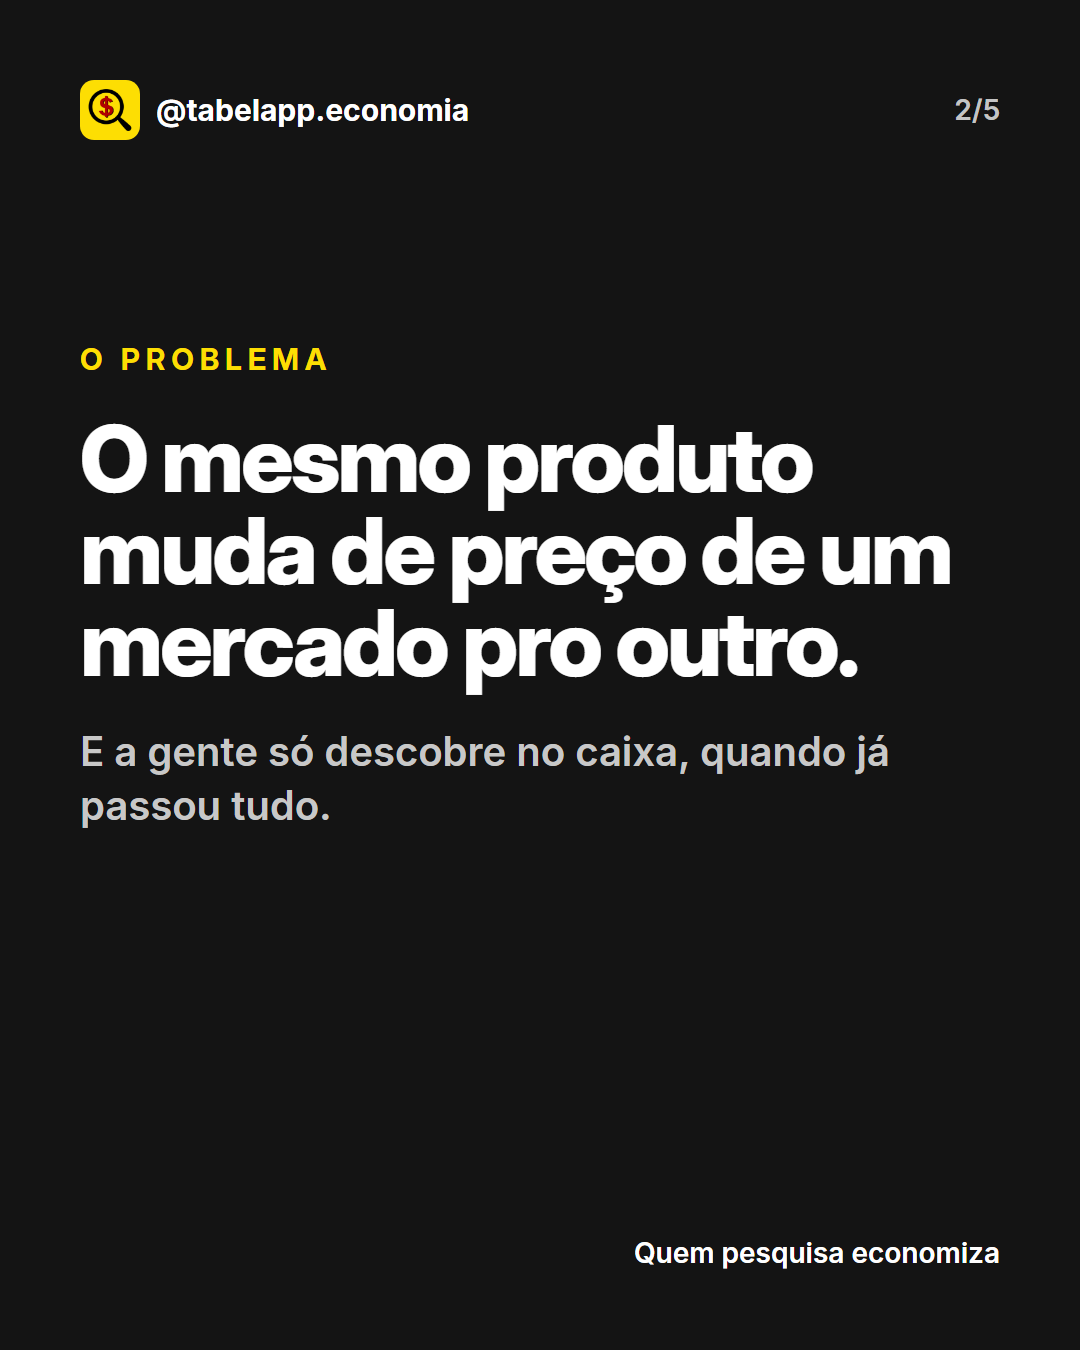 $
@tabelapp.economia
2/5
O PROBLEMA
O mesmo produto
muda de preço de um
mercado pro outro.
E a gente só descobre no caixa, quando já
passou tudo.
Quem pesquisa economiza